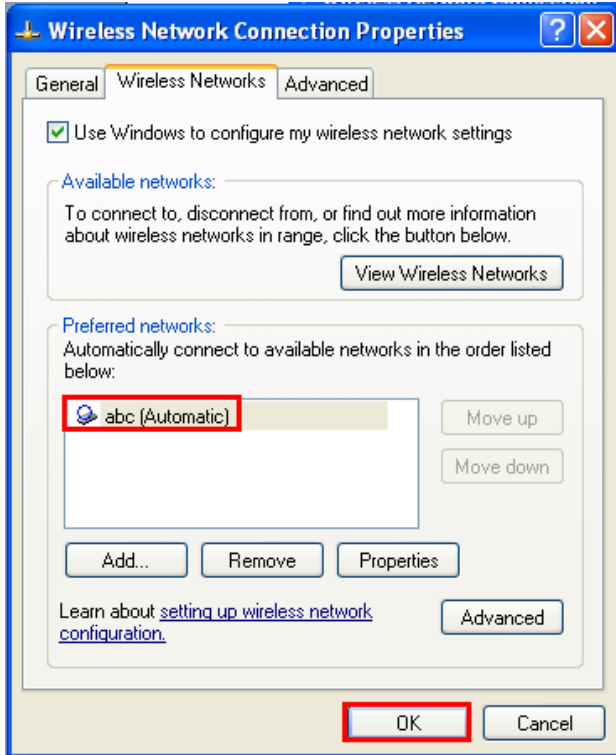 Wireless Network Connection Properties
General Wireless Networks Advanced
Use Windows to configure my wireless network settings
Available networks:
To connect to, disconnect from, or find out more information
about wireless networks in range, click the button below.
View Wireless Networks
Preferred networks:
Automatically connect to available networks in the order listed
below:
abc (Automatic)
Move up
Move down
Add... Remove Properties
Learn about setting up wireless network
configuration.
Advanced
OK Cancel